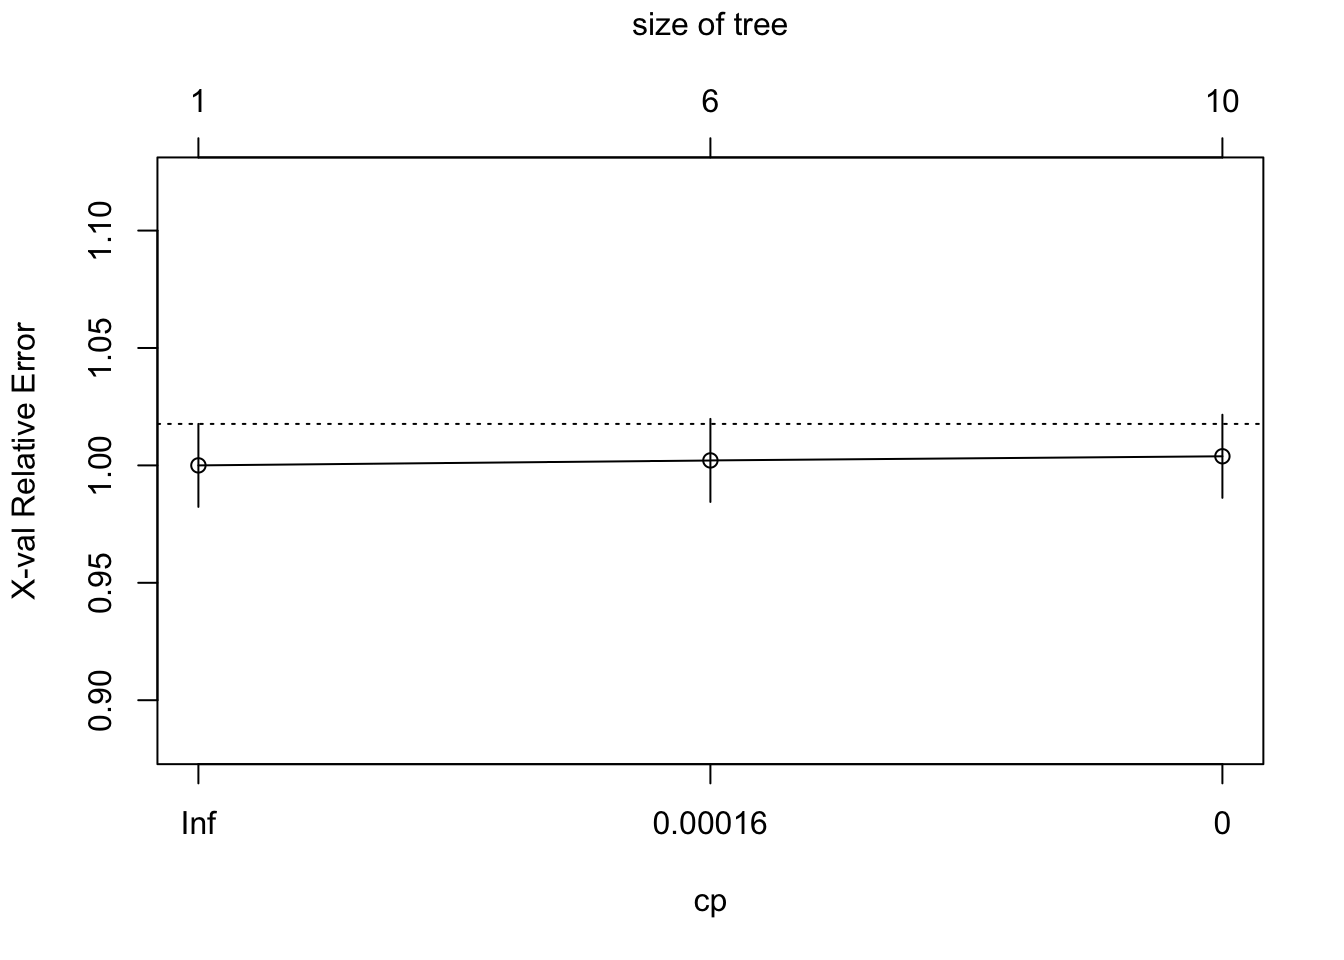 size of tree
1 6 10
X-val Relative Error
1.10
1.05
1.00
0.95
0.90
Inf 0.00016 0
cp